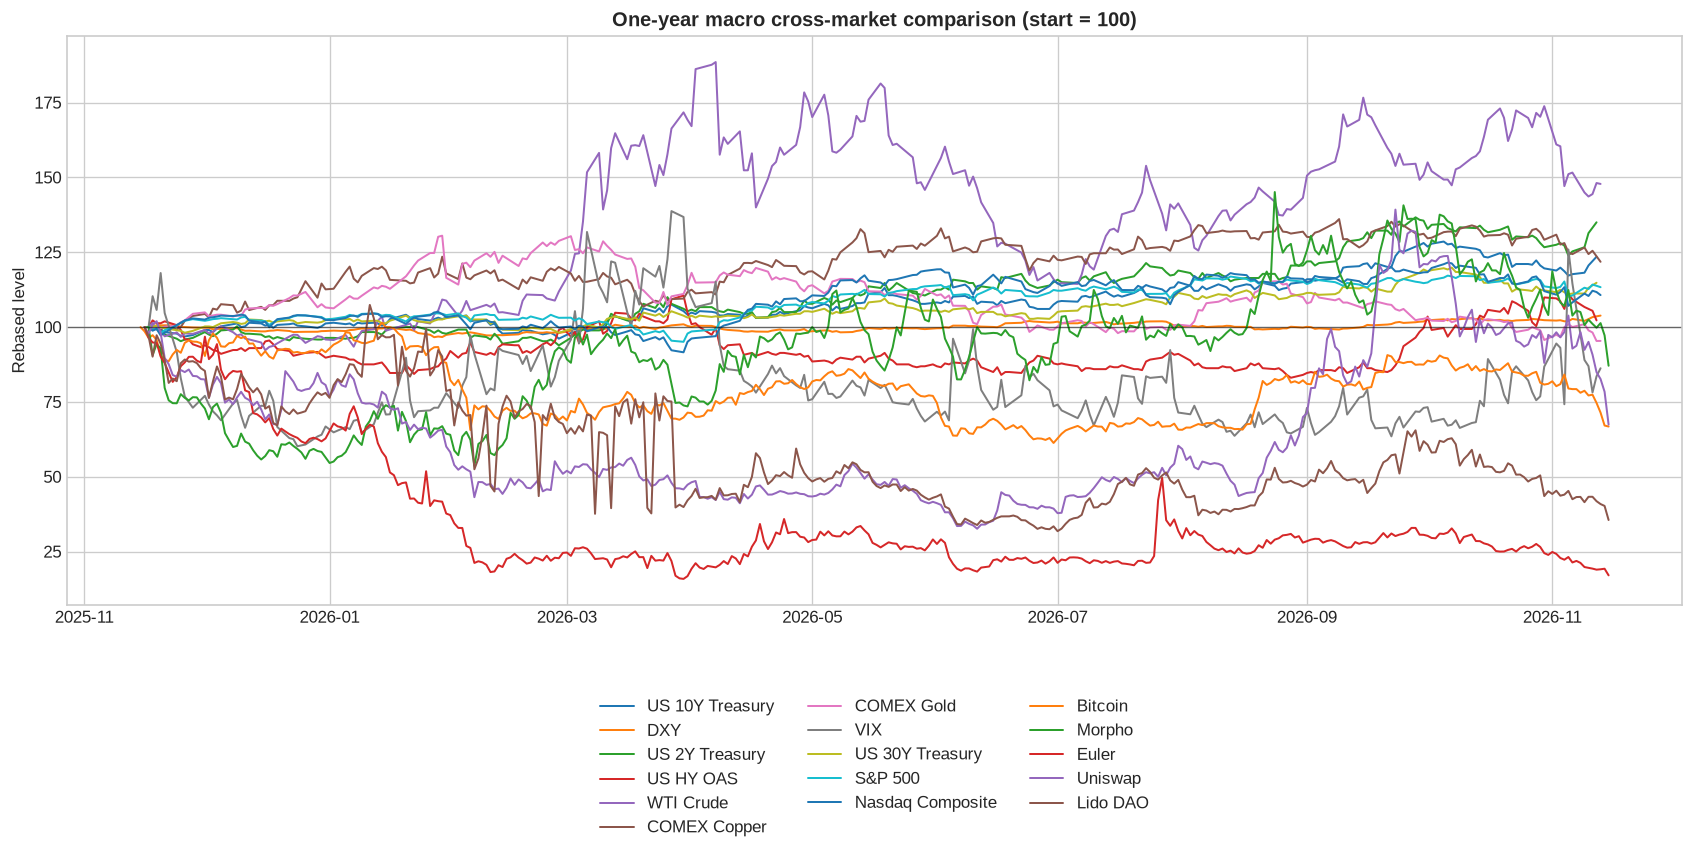 One-year macro cross-market comparison (start = 100)
Rebased level
175
150
125
100
75
50
25
2025-11
2026-01
2026-03
2026-05
2026-07
2026-09
2026-11
US 10Y Treasury
DXY
US 2Y Treasury
US HY OAS
WTI Crude
COMEX Copper
COMEX Gold
VIX
US 30Y Treasury
S&P 500
Nasdaq Composite
Bitcoin
Morpho
Euler
Uniswap
Lido DAO